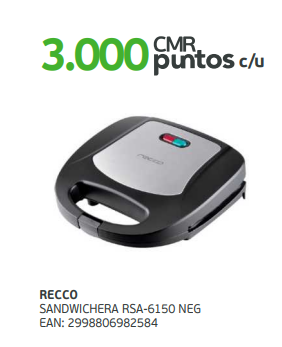 3.000 CMR puntos c/u
recco
RECCO
SANDWICHERA RSA-6150 NEG
EAN: 2998806982584